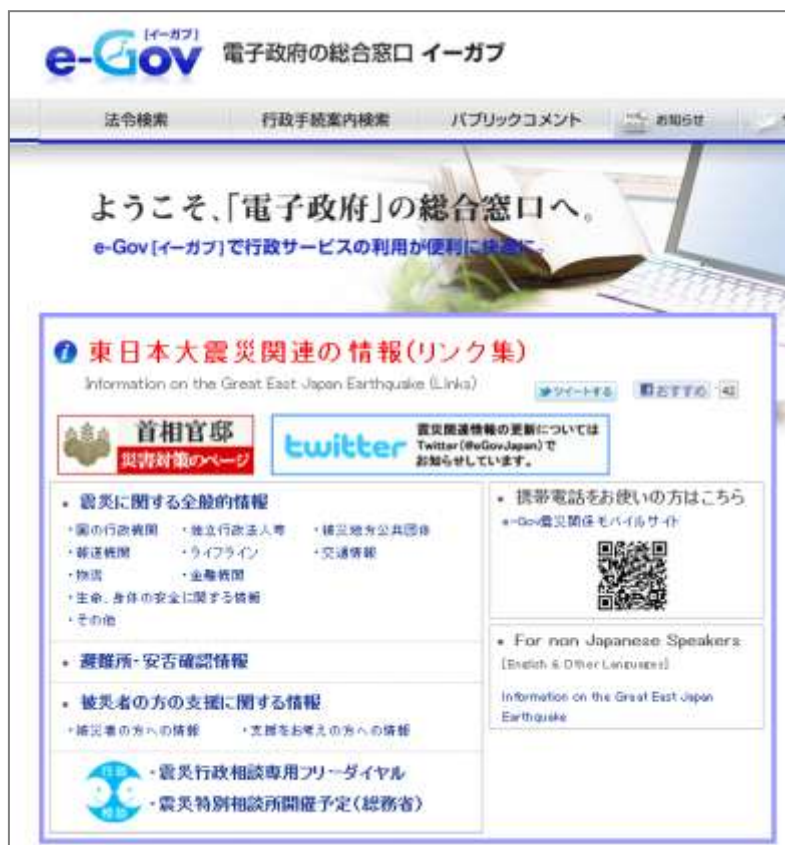 [イーガブ]
e-Gov 電子政府の総合窓口 イーガブ
法令検索 行政手続案内検索 パブリックコメント お知らせ
ようこそ、「電子政府」の総合窓口へ。
e-Gov[イーガブ]で行政サービスの利用が便利に快適に。
東日本大震災関連の情報(リンク集)
Information on the Great East Japan Earthquake (Links)
ツイートする おすすめ 42
首相官邸
災害対策のページ
twitter
震災関連情報の更新については
Twitter(@eGovJapan)で
お知らせしています。
• 震災に関する全般的情報
・国の行政機関 ・独立行政法人等 ・被災地方公共団体
・報道機関 ・ライフライン ・交通情報
・物流 ・金融機関
・生命、身体の安全に関する情報
・その他
• 避難所・安否確認情報
• 被災者の方の支援に関する情報
・被災者の方への情報 ・支援をお考えの方への情報
行政
相談
・震災行政相談専用フリーダイヤル
・震災特別相談所開催予定(総務省)
• 携帯電話をお使いの方はこちら
e-Gov震災関係モバイルサイト
• For non Japanese Speakers
[English & Other Languages]
Information on the Great East Japan
Earthquake